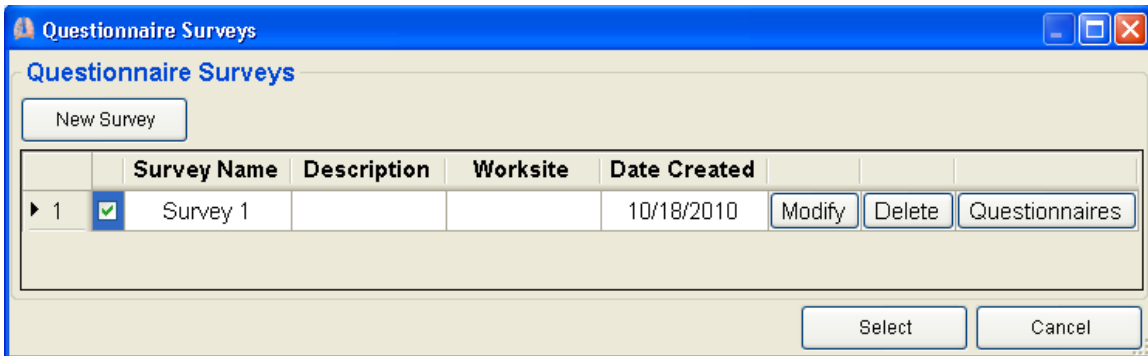 Questionnaire Surveys
Questionnaire Surveys
New Survey
Survey Name Description Worksite Date Created
1 Survey 1 10/18/2010 Modify Delete Questionnaires
Select Cancel